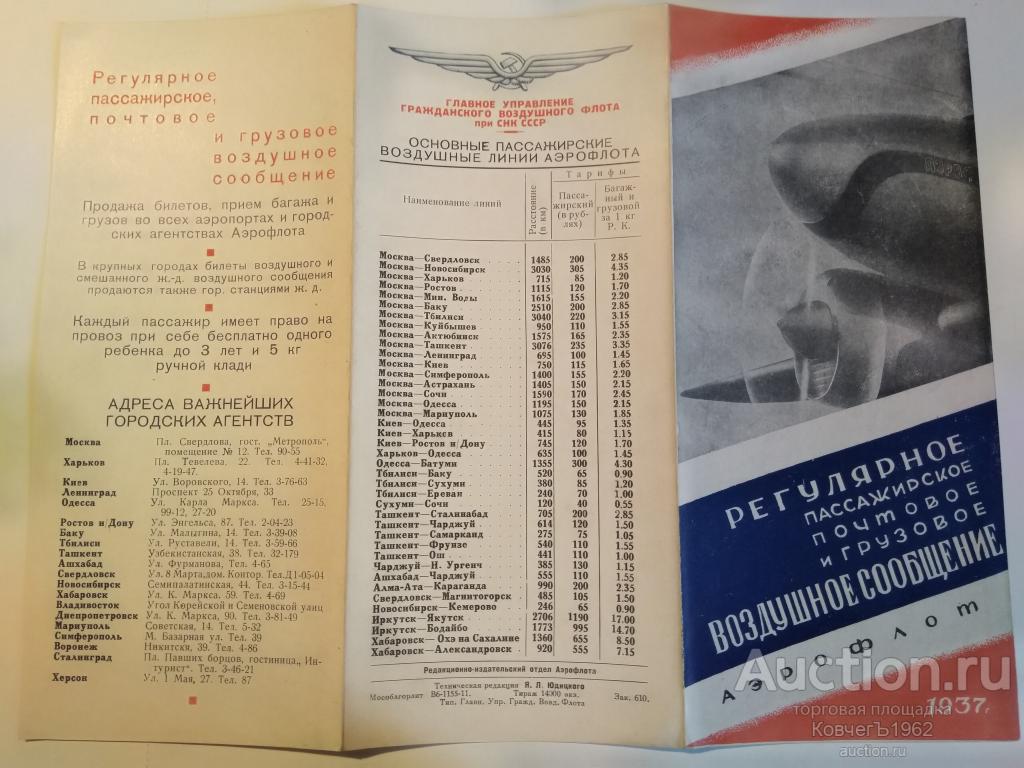 Регулярное
пассажирское,
почтовое
и грузовое
воздушное
сообщение
Продажа билетов, прием багажа и
грузов во всех аэропортах и город-
ских агентствах Аэрофлота
В крупных городах билеты воздушного и
смешанного ж.-д. воздушного сообщения
продаются также гор. станциями ж. д.
Каждый пассажир имеет право на
провоз при себе бесплатно одного
ребенка до 3 лет и 5 кг
ручной клади
АДРЕСА ВАЖНЕЙШИХ
ГОРОДСКИХ АГЕНТСТВ
Москва Пл. Свердлова, гост. „Метрополь",
помещение № 12. Тел. 90-55
Харьков Пл. Тевелева, 22. Тел. 4-41-32,
4-19-47.
Киев Ул. Воровского, 14. Тел. 3-76-63
Ленинград Проспект 25 Октября, 33
Одесса Ул. Карла Маркса. Тел. 25-15,
99-12, 27-20
Ростов н/Дону Ул. Энгельса, 87. Тел. 2-04-23
Баку Ул. Малыгина, 14. Тел. 3-39-08
Тбилиси Ул. Руставели, 14. Тел. 3-59-66
Ташкент Узбекистанская, 38. Тел. 32-179
Ашхабад Ул. Фурманова, Тел. 4-65
Свердловск Ул. 8 Марта, дом. Контор. Тел. Д1-05-04
Новосибирск Семипалатинская, 44. Тел. 3-15-44
Хабаровск Ул. К. Маркса. 59. Тел. 4-69
Владивосток Угол Корейской и Семеновской улиц
Днепропетровск Ул. К. Маркса, 90. Тел. 3-81-49
Мариуполь Советская, 14. Тел. 5-32
Симферополь М. Базарная ул. Тел. 39
Воронеж Никитская, 39. Тел. 4-86
Сталинград Пл. Павших борцов, гостиница „Ин-
турист". Тел. 3-46-21
Херсон Ул. 1 Мая, 27. Тел. 87
ГЛАВНОЕ УПРАВЛЕНИЕ
ГРАЖДАНСКОГО ВОЗДУШНОГО ФЛОТА
при СНК СССР
ОСНОВНЫЕ ПАССАЖИРСКИЕ
ВОЗДУШНЫЕ ЛИНИИ АЭРОФЛОТА
Наименование линий
Расстояние
(в км)
Тарифы
Пасса-
жирский
(в руб-
лях)
Багаж-
ный и
грузовой
за 1 кг
Р. К.
Москва—Свердловск 1485 200 2.85
Москва—Новосибирск 3030 305 4.35
Москва—Харьков 715 85 1.20
Москва—Ростов 1115 120 1.70
Москва—Мин. Воды 1615 155 2.20
Москва—Баку 2510 200 2.85
Москва—Тбилиси 3040 220 3.15
Москва—Куйбышев 950 110 1.55
Москва—Актюбинск 1575 165 2.35
Москва—Ташкент 3076 235 3.35
Москва—Ленинград 695 100 1.45
Москва—Киев 750 115 1.65
Москва—Симферополь 1400 155 2.20
Москва—Астрахань 1405 150 2.15
Москва—Сочи 1590 170 2.45
Москва—Одесса 1195 150 2.15
Москва—Мариуполь 1075 130 1.85
Киев—Одесса 445 95 1.35
Киев—Харьков 415 80 1.15
Киев—Ростов н/Дону 745 120 1.70
Харьков—Одесса 635 100 1.45
Одесса—Батуми 1355 300 4.30
Тбилиси—Баку 520 65 0.90
Тбилиси—Сухуми 380 85 1.20
Тбилиси—Ереван 240 70 1.00
Сухуми—Сочи 120 40 0.55
Ташкент—Сталинабад 705 200 2.85
Ташкент—Чарджуй 614 120 1.50
Ташкент—Самарканд 275 75 1.05
Ташкент—Фрунзе 540 110 1.55
Ташкент—Ош 441 110 1.00
Чарджуй—Н. Ургенч 385 130 1.15
Ашхабад—Чарджуй 555 110 1.55
Алма-Ата—Караганда 990 200 2.35
Свердловск—Магнитогорск 485 105 1.50
Новосибирск—Кемерово 246 65 0.90
Иркутск—Якутск 2706 1190 17.00
Иркутск—Бодайбо 1773 995 14.70
Хабаровск—Оха на Сахалине 1360 655 8.50
Хабаровск—Александровск 920 555 7.15
Редакционно-издательский отдел Аэрофлота
Техническая редакция Я. Л. Юдицкого
Мособлгорлит В6-1155-11. Тираж 14000 экз. Зак. 610.
Тип. Главн. Упр. Гражд. Возд. Флота
РЕГУЛЯРНОЕ
ПАССАЖИРСКОЕ
ПОЧТОВОЕ
И ГРУЗОВОЕ
ВОЗДУШНОЕ СООБЩЕНИЕ
Аэрофлот
1937г.
Auction.ru
торговая площадка
КовчегЪ1962
auction.ru